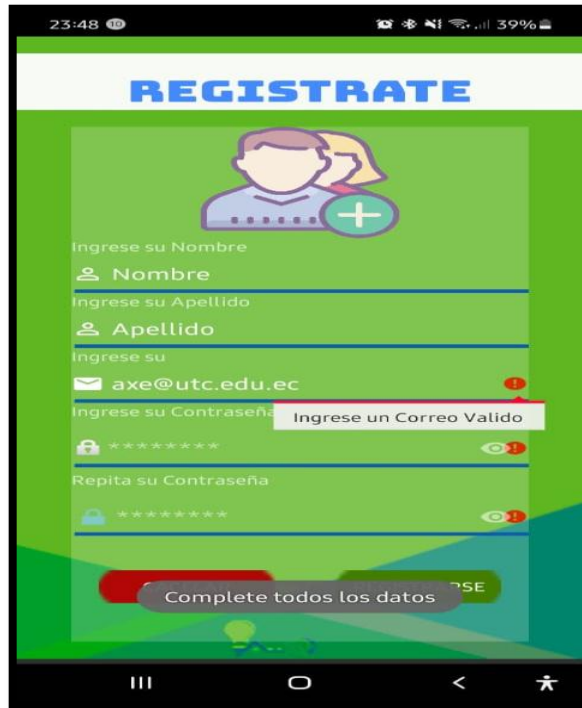 23:48 10 39%
REGISTRATE
Ingrese su Nombre
Nombre
Ingrese su Apellido
Apellido
Ingrese su
axe@utc.edu.ec
Ingrese su Contraseña
Ingrese un Correo Valido
********
Repita su Contraseña
********
Complete todos los datos